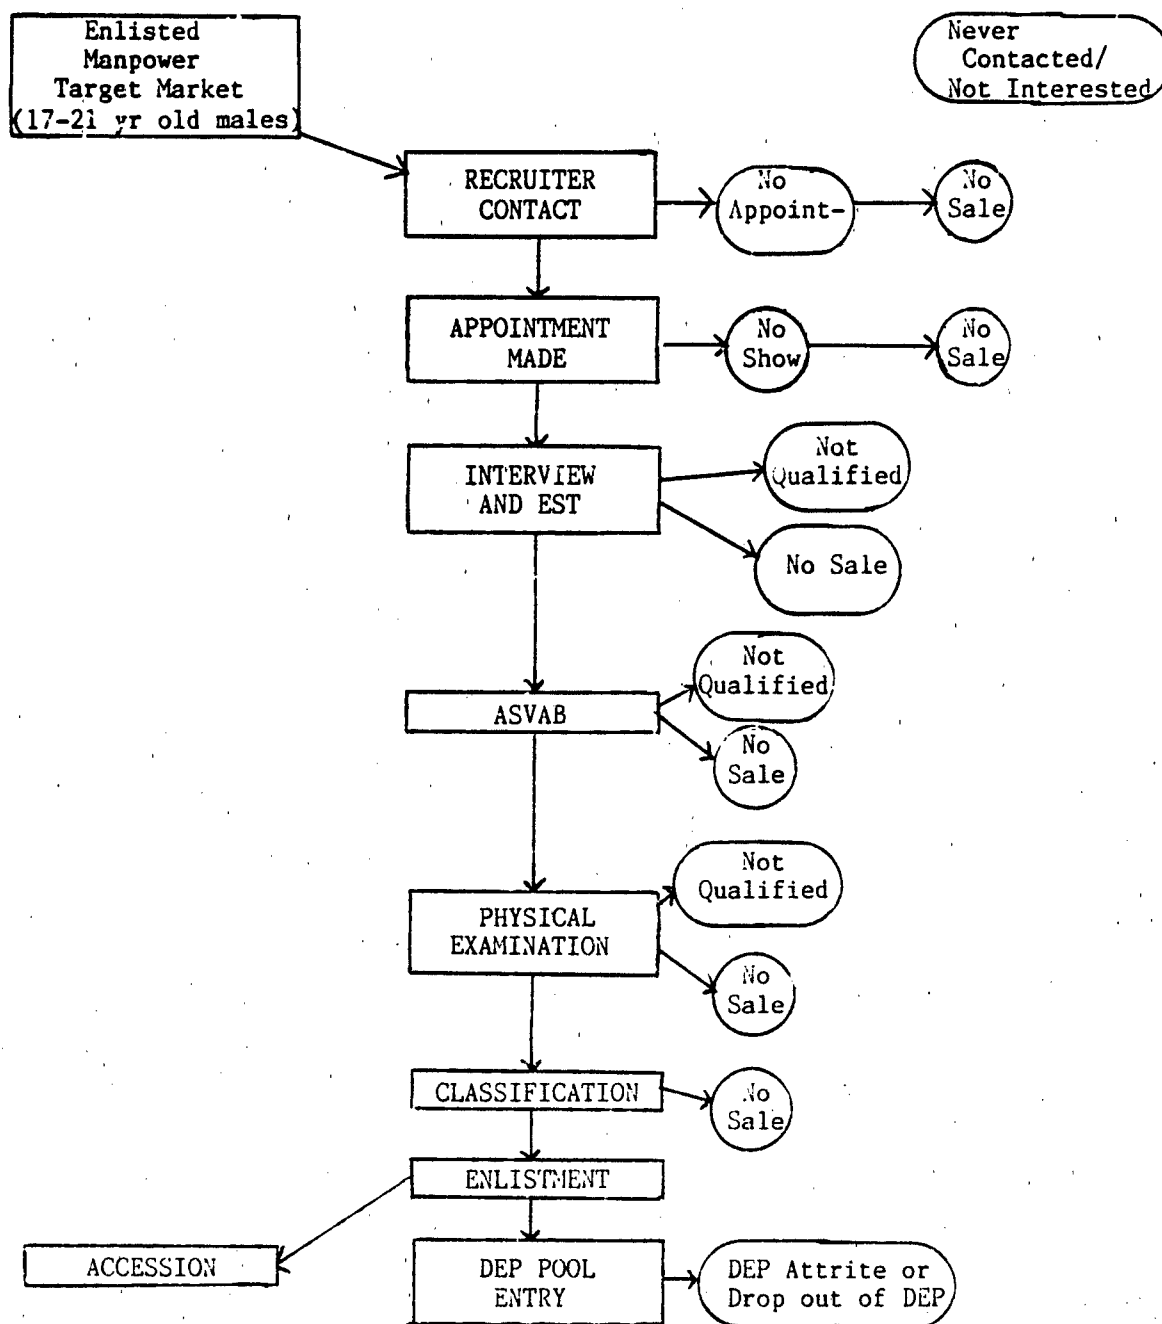 Enlisted
Manpower
Target Market
(17-21 yr old males)
Never
Contacted/
Not Interested
RECRUITER
CONTACT
No
Appoint-
No
Sale
APPOINTMENT
MADE
No
Show
No
Sale
INTERVIEW
AND EST
Not
Qualified
No Sale
ASVAB
Not
Qualified
No
Sale
PHYSICAL
EXAMINATION
Not
Qualified
No
Sale
CLASSIFICATION
No
Sale
ENLISTMENT
ACCESSION
DEP POOL
ENTRY
DEP Attrite or
Drop out of DEP